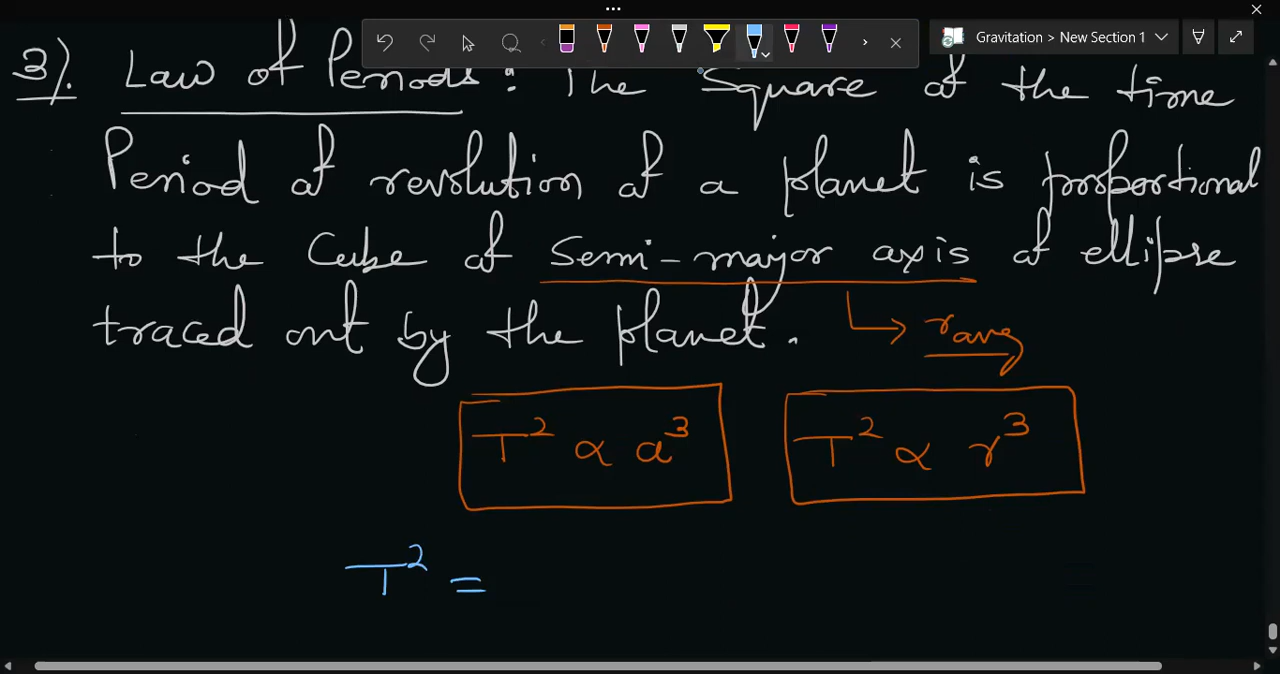 Gravitation > New Section 1
3). Law of Periods : The Square of the time
Period of revolution of a planet is proportional
to the Cube of Semi-major axis of ellipse
traced out by the planet.
r avg
T² ∝ a³
T² ∝ r³
T² =